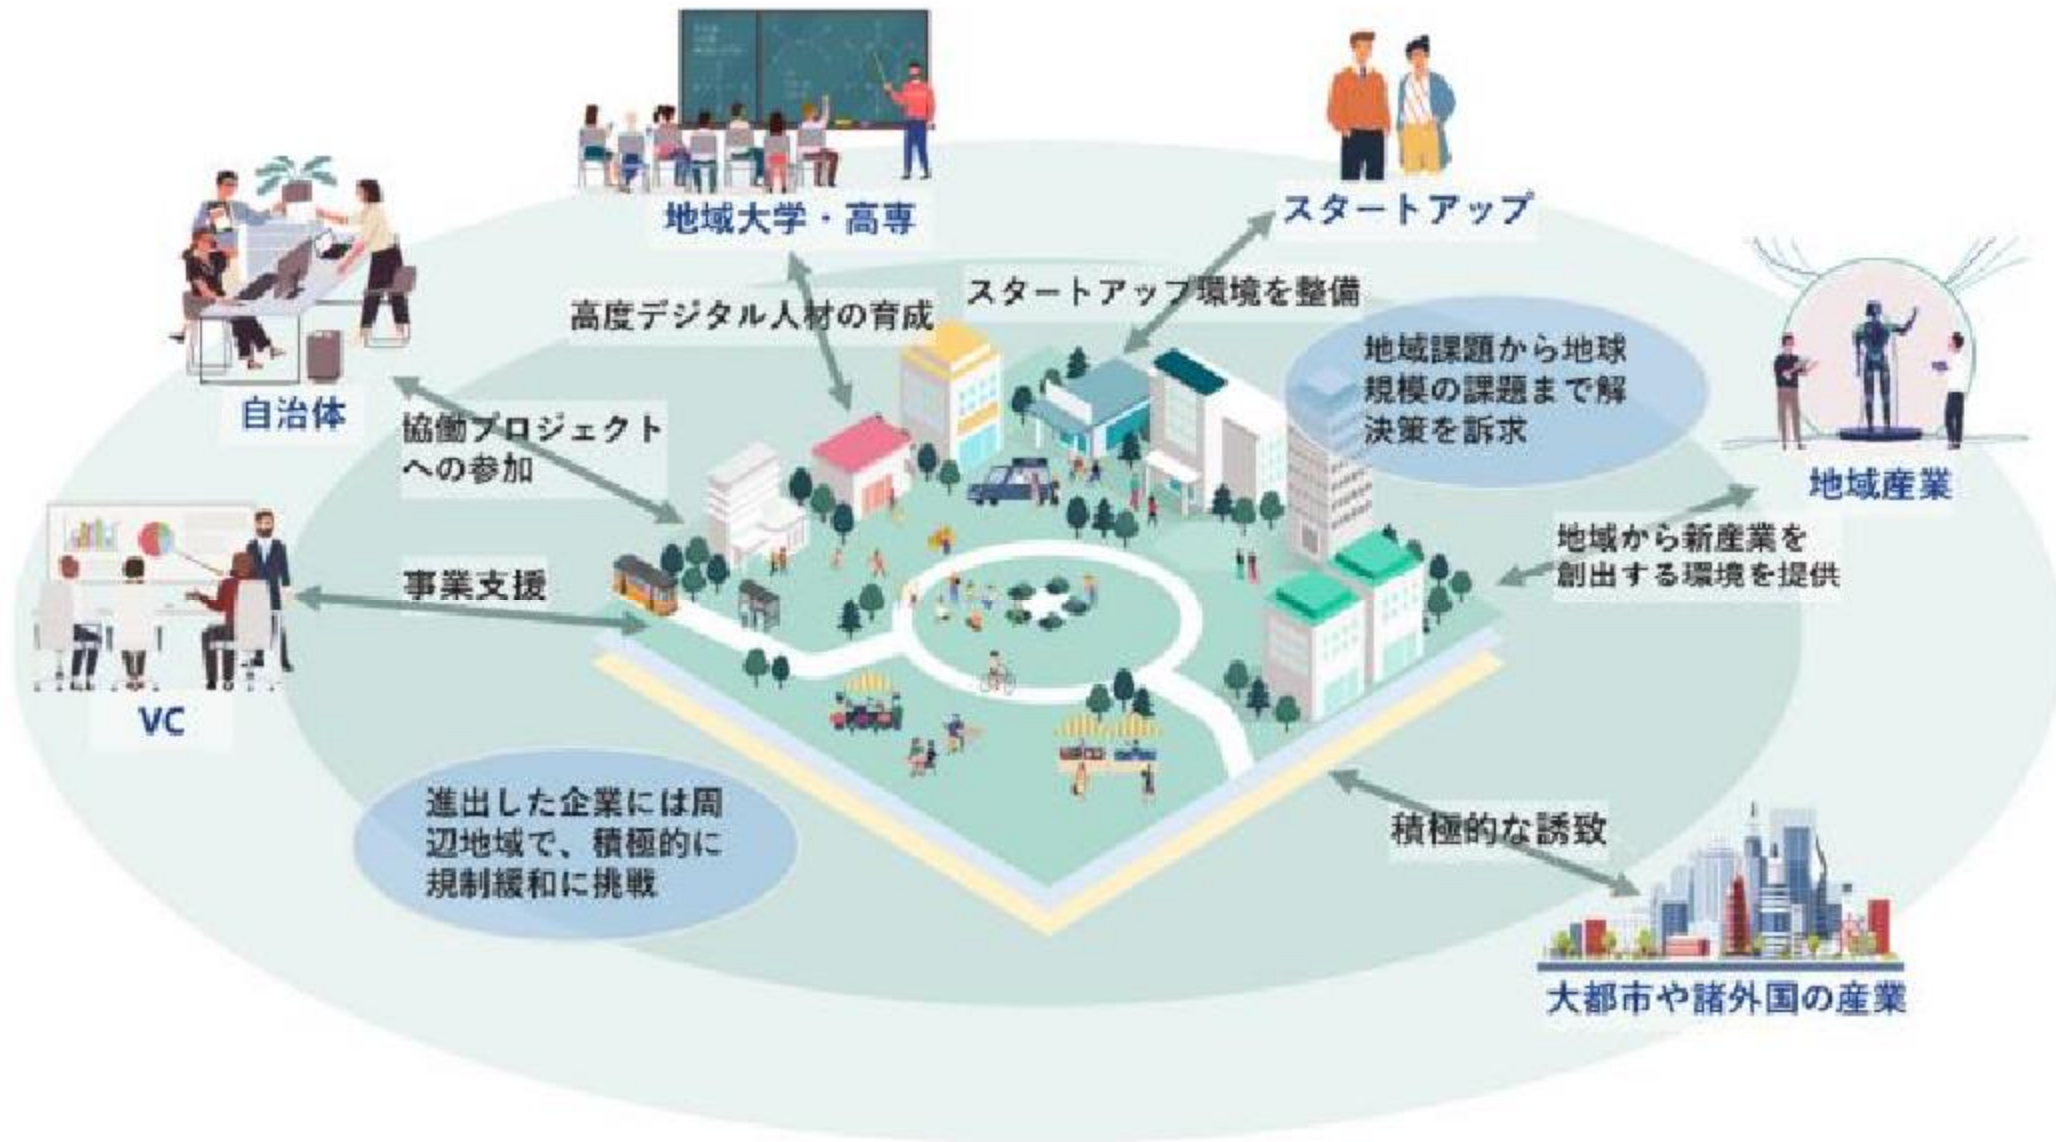 地域大学・高専
スタートアップ
高度デジタル人材の育成
スタートアップ環境を整備
地域課題から地球
規模の課題まで解
決策を訴求
自治体
協働プロジェクト
への参加
地域産業
地域から新産業を
創出する環境を提供
事業支援
VC
進出した企業には周
辺地域で、積極的に
規制緩和に挑戦
積極的な誘致
大都市や諸外国の産業